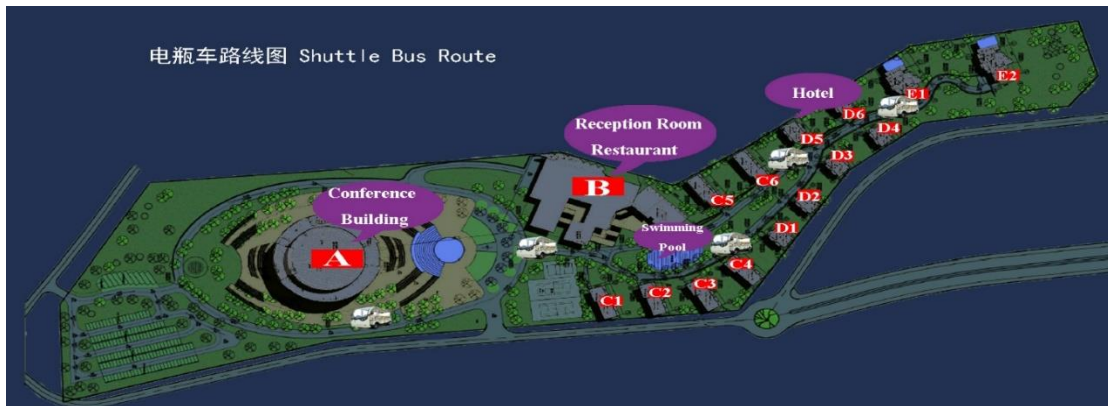 电瓶车路线图 Shuttle Bus Route
Conference
Building
A
Reception Room
Restaurant
B
Swimming
Pool
Hotel
C1
C2
C3
C4
C5
C6
D1
D2
D3
D4
D5
D6
E1
E2